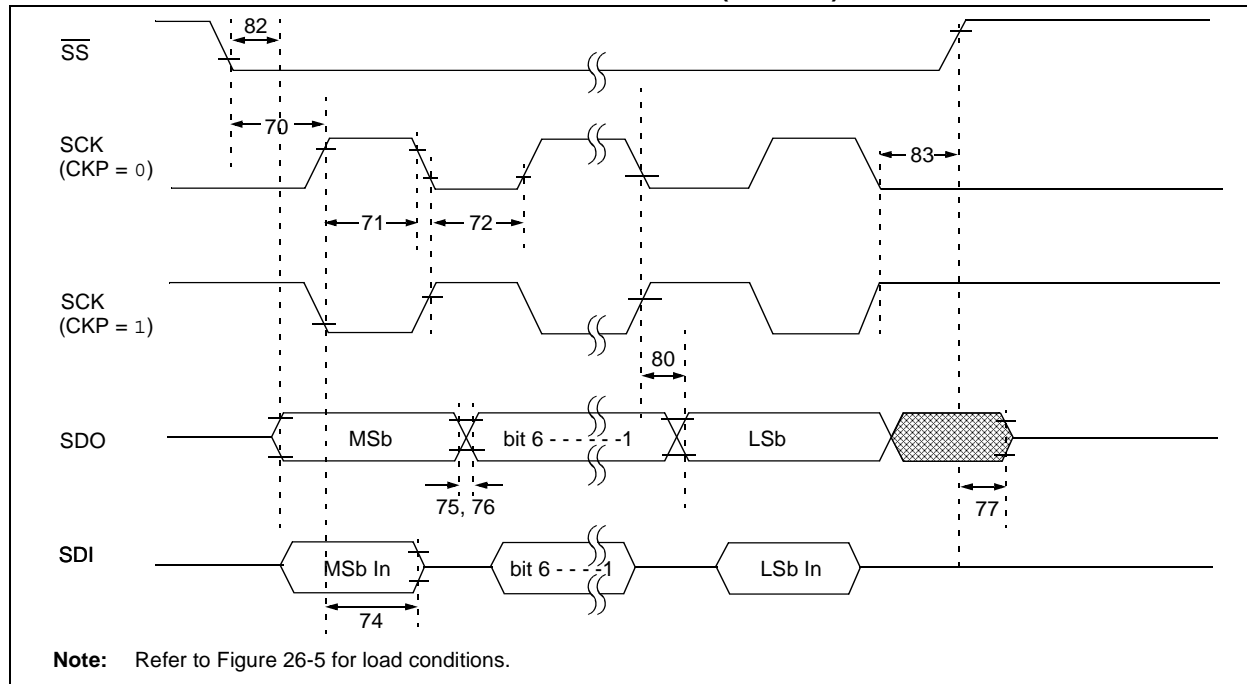 82
SS
70
SCK
(CKP = 0)
83
71
72
SCK
(CKP = 1)
80
SDO
MSb
bit 6 - - - - - -1
LSb
75, 76
77
SDI
MSb In
bit 6 - - - -1
LSb In
74
Note: Refer to Figure 26-5 for load conditions.